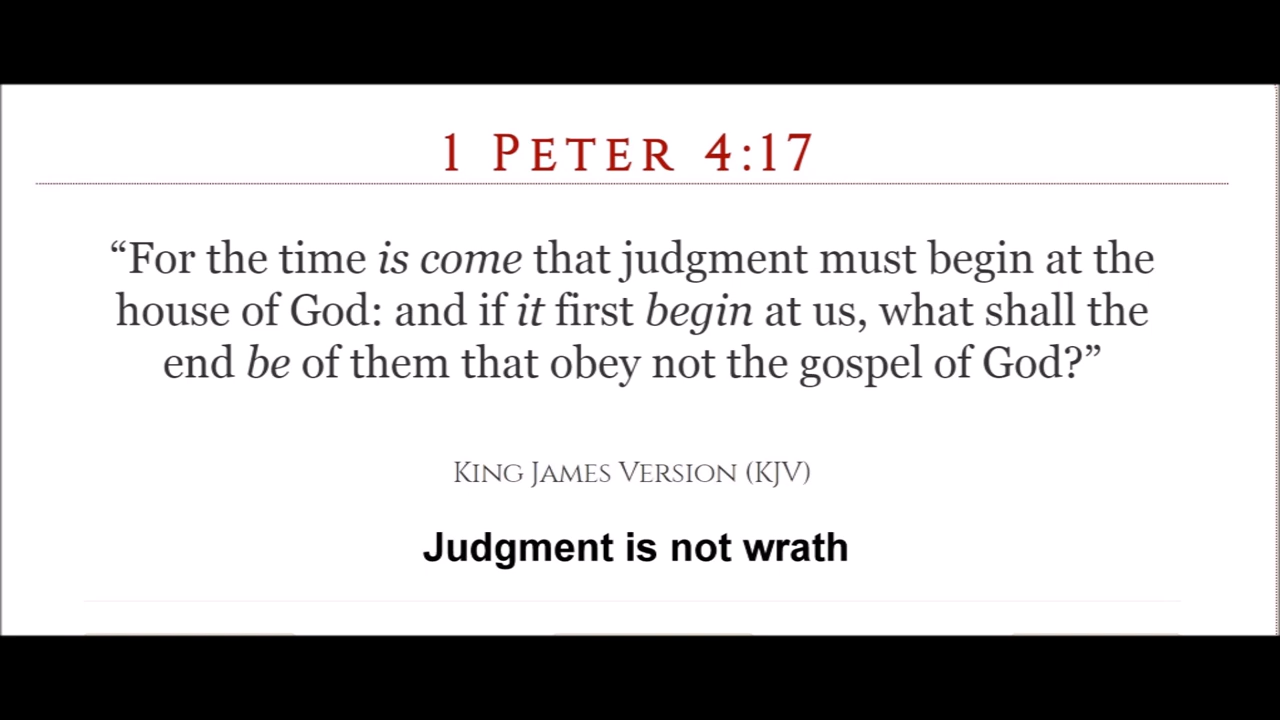 1 PETER 4:17
“For the time is come that judgment must begin at the
house of God: and if it first begin at us, what shall the
end be of them that obey not the gospel of God?”
KING JAMES VERSION (KJV)
Judgment is not wrath